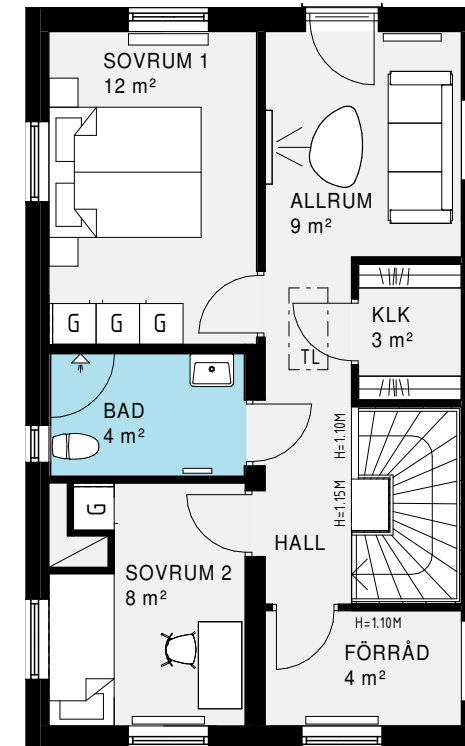 SOVRUM 1
12 m²
ALLRUM
9 m²
KLK
3 m²
TL
G G G
BAD
4 m²
H=1.10M
H=1.15M
G
HALL
SOVRUM 2
8 m²
H=1.10M
FÖRRÅD
4 m²